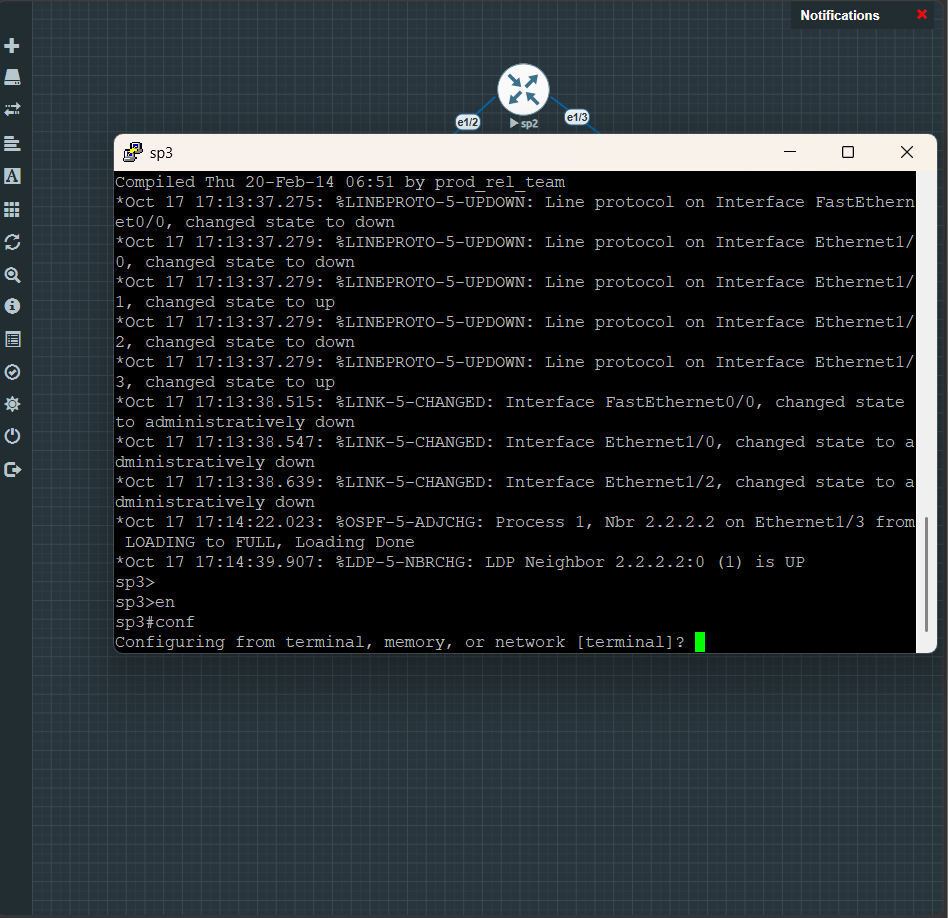 Notifications
e1/2
e1/3
sp2
sp3
Compiled Thu 20-Feb-14 06:51 by prod_rel_team
*Oct 17 17:13:37.275: %LINEPROTO-5-UPDOWN: Line protocol on Interface FastEthern
et0/0, changed state to down
*Oct 17 17:13:37.279: %LINEPROTO-5-UPDOWN: Line protocol on Interface Ethernet1/
0, changed state to down
*Oct 17 17:13:37.279: %LINEPROTO-5-UPDOWN: Line protocol on Interface Ethernet1/
1, changed state to up
*Oct 17 17:13:37.279: %LINEPROTO-5-UPDOWN: Line protocol on Interface Ethernet1/
2, changed state to down
*Oct 17 17:13:37.279: %LINEPROTO-5-UPDOWN: Line protocol on Interface Ethernet1/
3, changed state to up
*Oct 17 17:13:38.515: %LINK-5-CHANGED: Interface FastEthernet0/0, changed state
to administratively down
*Oct 17 17:13:38.547: %LINK-5-CHANGED: Interface Ethernet1/0, changed state to a
dministratively down
*Oct 17 17:13:38.639: %LINK-5-CHANGED: Interface Ethernet1/2, changed state to a
dministratively down
*Oct 17 17:14:22.023: %OSPF-5-ADJCHG: Process 1, Nbr 2.2.2.2 on Ethernet1/3 from
LOADING to FULL, Loading Done
*Oct 17 17:14:39.907: %LDP-5-NBRCHG: LDP Neighbor 2.2.2.2:0 (1) is UP
sp3>
sp3>en
sp3#conf
Configuring from terminal, memory, or network [terminal]?